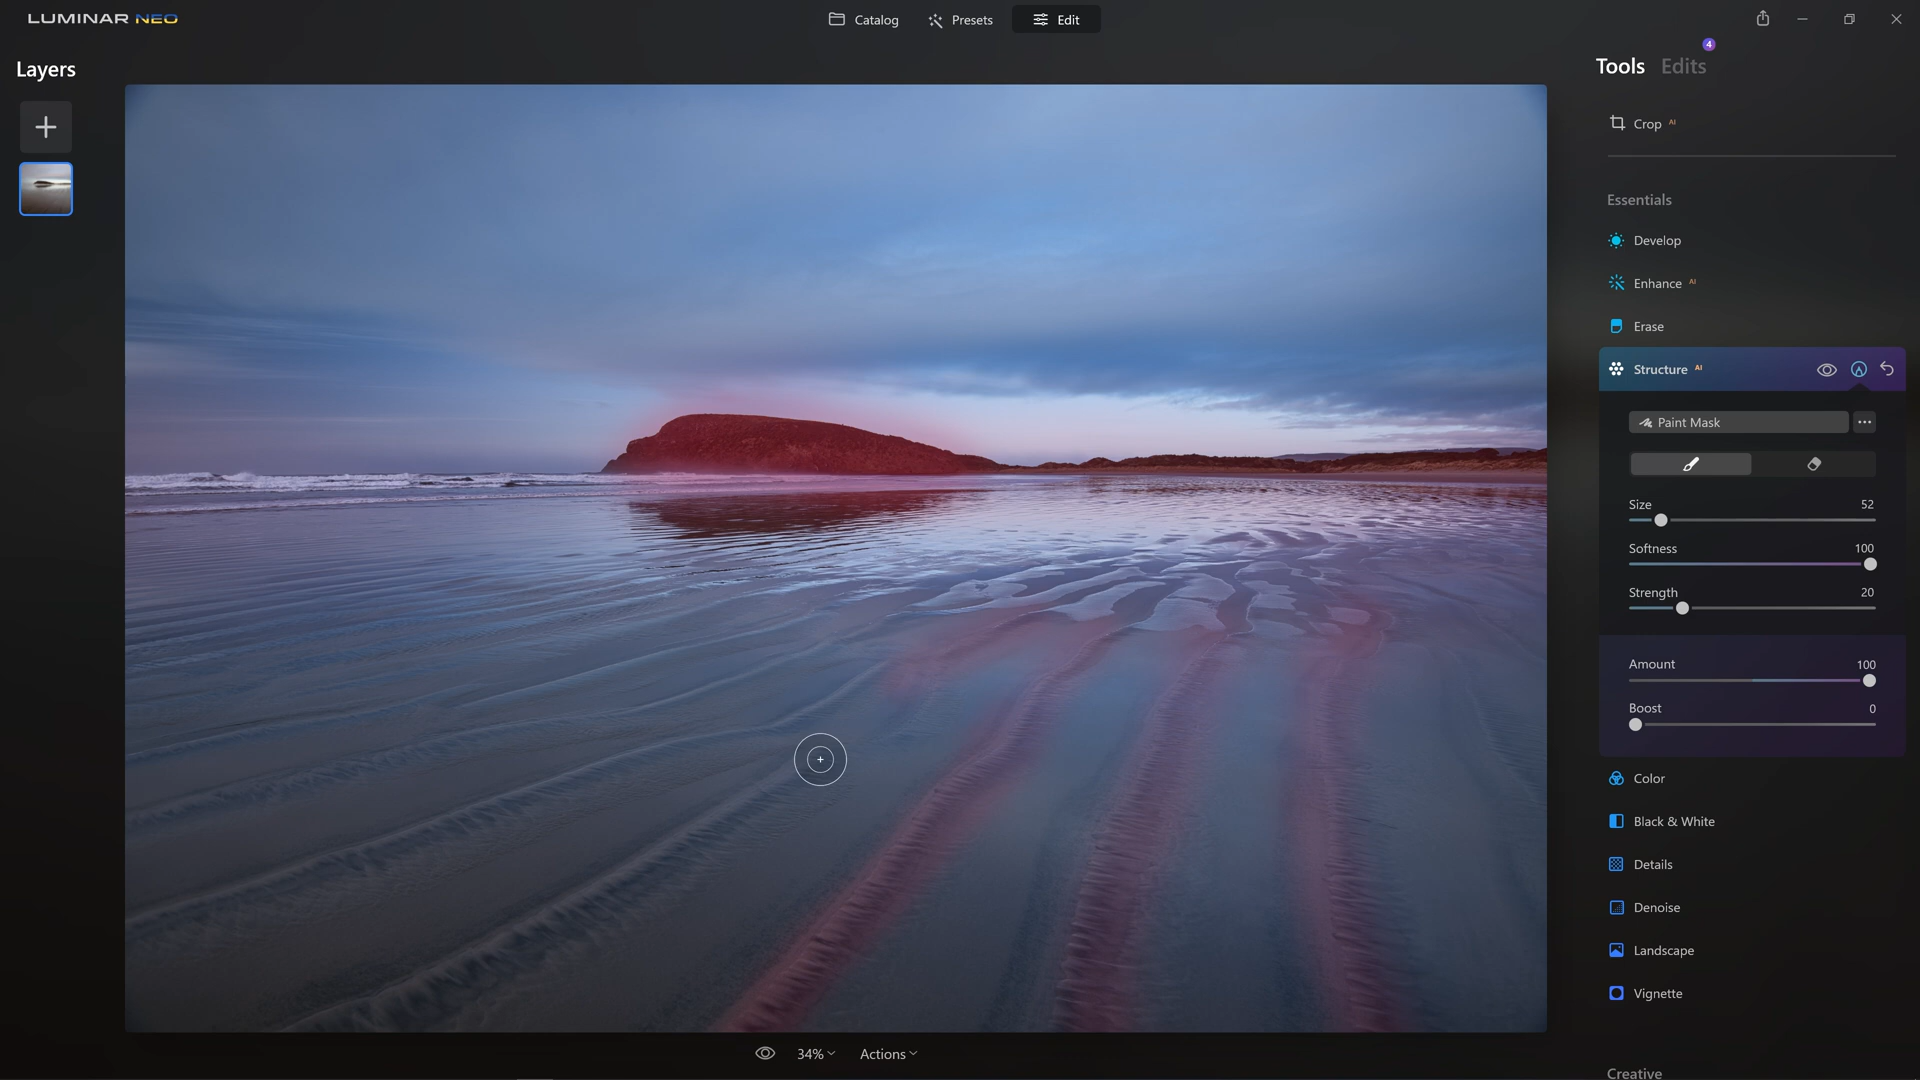 LUMINAR NEO
Catalog
Presets
Edit
Layers
4
Tools Edits
Crop AI
Essentials
Develop
Enhance AI
Erase
Structure AI
Paint Mask
Size 52
Softness 100
Strength 20
Amount 100
Boost 0
Color
Black & White
Details
Denoise
Landscape
Vignette
Creative
34%
Actions